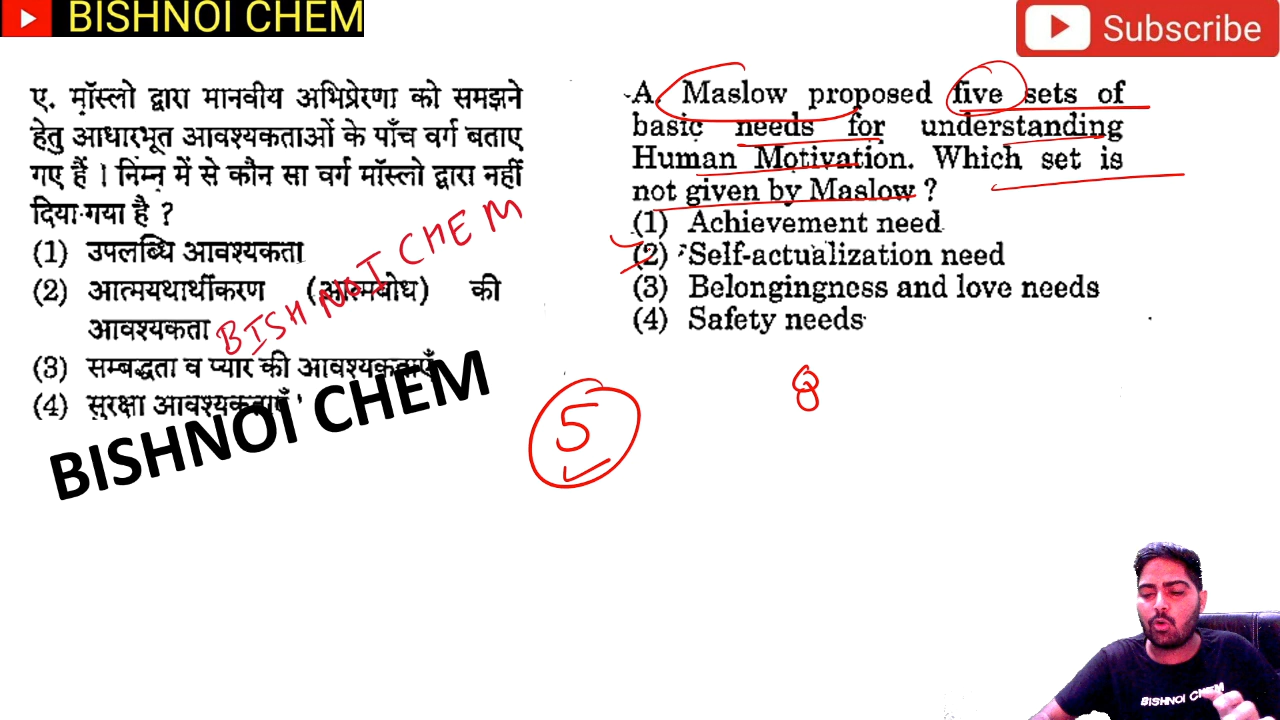 BISHNOI CHEM
Subscribe
ए. मॉस्लो द्वारा मानवीय अभिप्रेरणा को समझने
हेतु आधारभूत आवश्यकताओं के पाँच वर्ग बताए
गए हैं । निम्न में से कौन सा वर्ग मॉस्लो द्वारा नहीं
दिया गया है ?
(1) उपलब्धि आवश्यकता
(2) आत्मयथार्थीकरण (आत्मबोध) की
आवश्यकता
(3) सम्बद्धता व प्यार की आवश्यकताएँ
(4) सुरक्षा आवश्यकताएँ
BISHNOI CHEM
BISHNOI CHEM
A. Maslow proposed five sets of
basic needs for understanding
Human Motivation. Which set is
not given by Maslow ?
(1) Achievement need
(2) Self-actualization need
(3) Belongingness and love needs
(4) Safety needs
5
8
BISHNOI CHEM